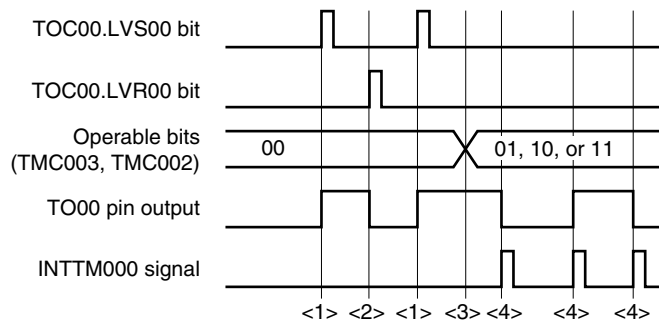 TOC00.LVS00 bit
TOC00.LVR00 bit
Operable bits
(TMC003, TMC002)
00
01, 10, or 11
TO00 pin output
INTTM000 signal
<1> <2> <1> <3> <4> <4> <4>